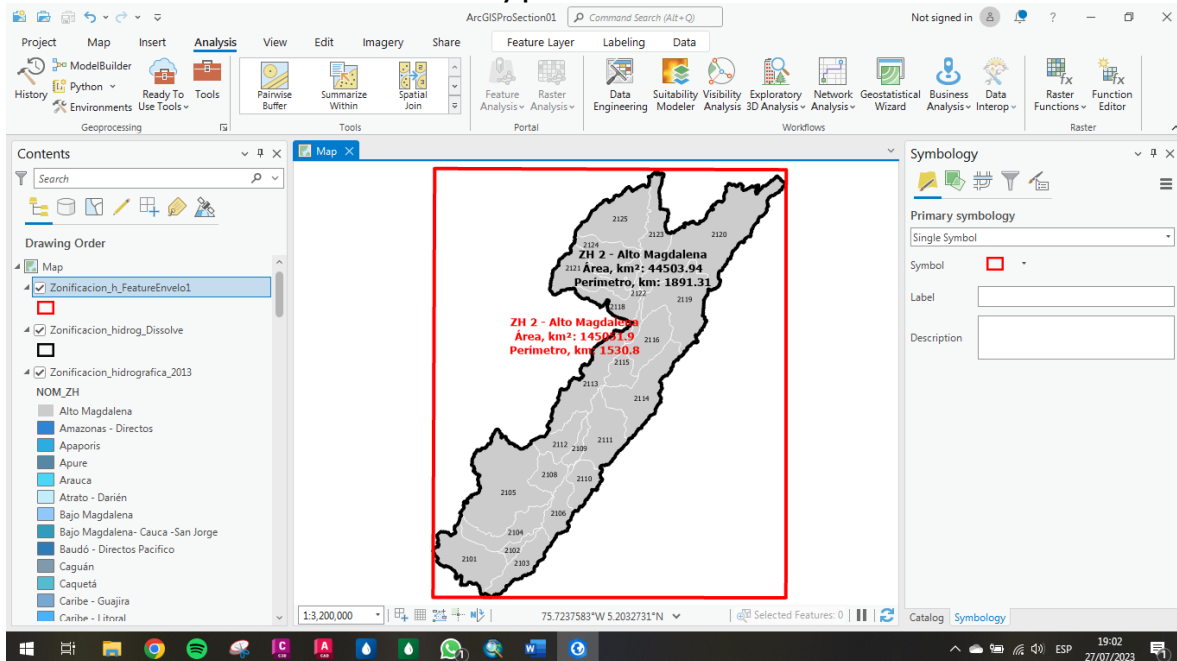 ArcGISProSection01
Command Search (Alt+Q)
Not signed in
?
Project Map Insert Analysis View Edit Imagery Share Feature Layer Labeling Data
History
ModelBuilder
Python
Environments
Ready To Use Tools
Tools
Geoprocessing
Pairwise Buffer
Summarize Within
Spatial Join
Tools
Feature Analysis
Raster Analysis
Portal
Data Engineering
Suitability Modeler
Visibility Analysis
Exploratory 3D Analysis
Network Analysis
Geostatistical Wizard
Business Analysis
Data Interop
Workflows
Raster Functions
Function Editor
Raster
Contents
Search
Drawing Order
Map
Zonificacion_h_FeatureEnvelo1
Zonificacion_hidrog_Dissolve
Zonificacion_hidrografica_2013
NOM_ZH
Alto Magdalena
Amazonas - Directos
Apaporis
Apure
Arauca
Atrato - Darién
Bajo Magdalena
Bajo Magdalena- Cauca -San Jorge
Baudó - Directos Pacifico
Caguán
Caquetá
Caribe - Guajira
Caribe - Litoral
Map
2125
2123
2120
2124
ZH 2 - Alto Magdalena
2121
Área, km²: 44503.94
Perímetro, km: 1891.31
2122
2119
2118
ZH 2 - Alto Magdalena
Área, km²: 145031.9
Perímetro, km: 1530.8
2116
2115
2113
2114
2111
2112
2109
2108
2110
2105
2106
2104
2102
2101
2103
1:3,200,000
75.7237583°W 5.2032731°N
Selected Features: 0
Symbology
Primary symbology
Single Symbol
Symbol
Label
Description
Catalog Symbology
ESP
19:02
27/07/2023